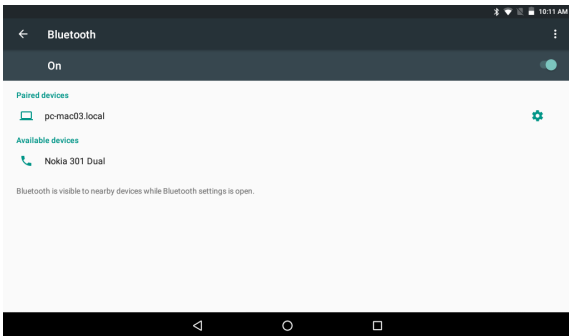 10:11 AM
Bluetooth
On
Paired devices
pc-mac03.local
Available devices
Nokia 301 Dual
Bluetooth is visible to nearby devices while Bluetooth settings is open.